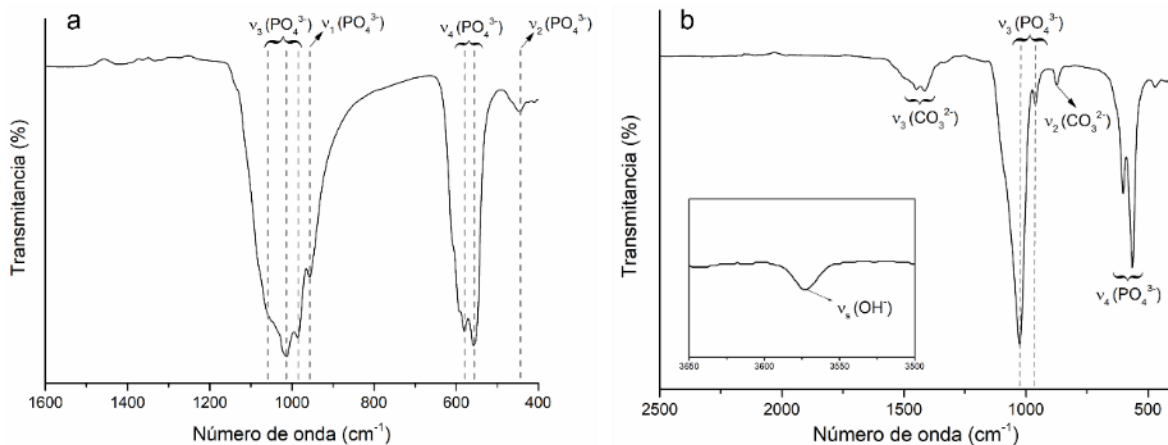 a
ν₃ (PO₄³⁻)
ν₁ (PO₄³⁻)
ν₄ (PO₄³⁻)
ν₂ (PO₄³⁻)
Transmitancia (%)
1600 1400 1200 1000 800 600 400
Número de onda (cm⁻¹)
b
ν₃ (PO₄³⁻)
ν₃ (CO₃²⁻)
ν₂ (CO₃²⁻)
ν₄ (PO₄³⁻)
νₛ (OH⁻)
3650 3600 3550 3500
Transmitancia (%)
2500 2000 1500 1000 500
Número de onda (cm⁻¹)